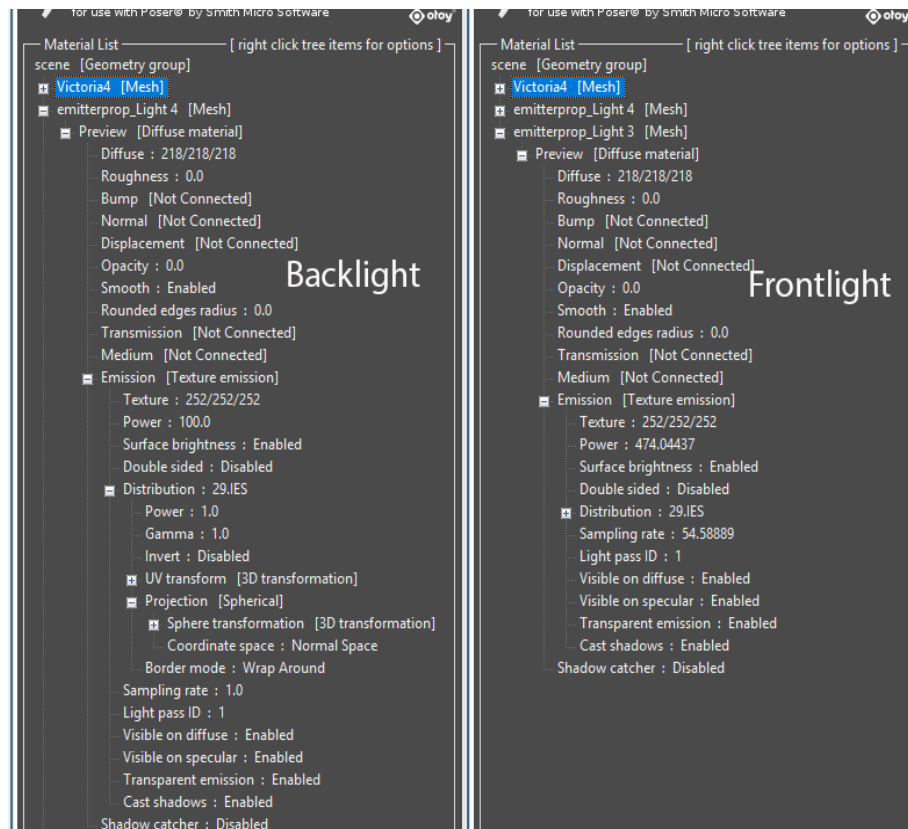 for use with Poser® by Smith Micro Software
otoy
Material List
[ right click tree items for options ]
scene [Geometry group]
Victoria4 [Mesh]
emitterprop_Light 4 [Mesh]
Preview [Diffuse material]
Diffuse : 218/218/218
Roughness : 0.0
Bump [Not Connected]
Normal [Not Connected]
Displacement [Not Connected]
Opacity : 0.0
Smooth : Enabled
Rounded edges radius : 0.0
Transmission [Not Connected]
Medium [Not Connected]
Emission [Texture emission]
Texture : 252/252/252
Power : 100.0
Surface brightness : Enabled
Double sided : Disabled
Distribution : 29.IES
Power : 1.0
Gamma : 1.0
Invert : Disabled
UV transform [3D transformation]
Projection [Spherical]
Sphere transformation [3D transformation]
Coordinate space : Normal Space
Border mode : Wrap Around
Sampling rate : 1.0
Light pass ID : 1
Visible on diffuse : Enabled
Visible on specular : Enabled
Transparent emission : Enabled
Cast shadows : Enabled
Shadow catcher : Disabled
Backlight
for use with Poser® by Smith Micro Software
otoy
Material List
[ right click tree items for options ]
scene [Geometry group]
Victoria4 [Mesh]
emitterprop_Light 4 [Mesh]
emitterprop_Light 3 [Mesh]
Preview [Diffuse material]
Diffuse : 218/218/218
Roughness : 0.0
Bump [Not Connected]
Normal [Not Connected]
Displacement [Not Connected]
Opacity : 0.0
Smooth : Enabled
Rounded edges radius : 0.0
Transmission [Not Connected]
Medium [Not Connected]
Emission [Texture emission]
Texture : 252/252/252
Power : 474.04437
Surface brightness : Enabled
Double sided : Disabled
Distribution : 29.IES
Sampling rate : 54.58889
Light pass ID : 1
Visible on diffuse : Enabled
Visible on specular : Enabled
Transparent emission : Enabled
Cast shadows : Enabled
Shadow catcher : Disabled
Frontlight